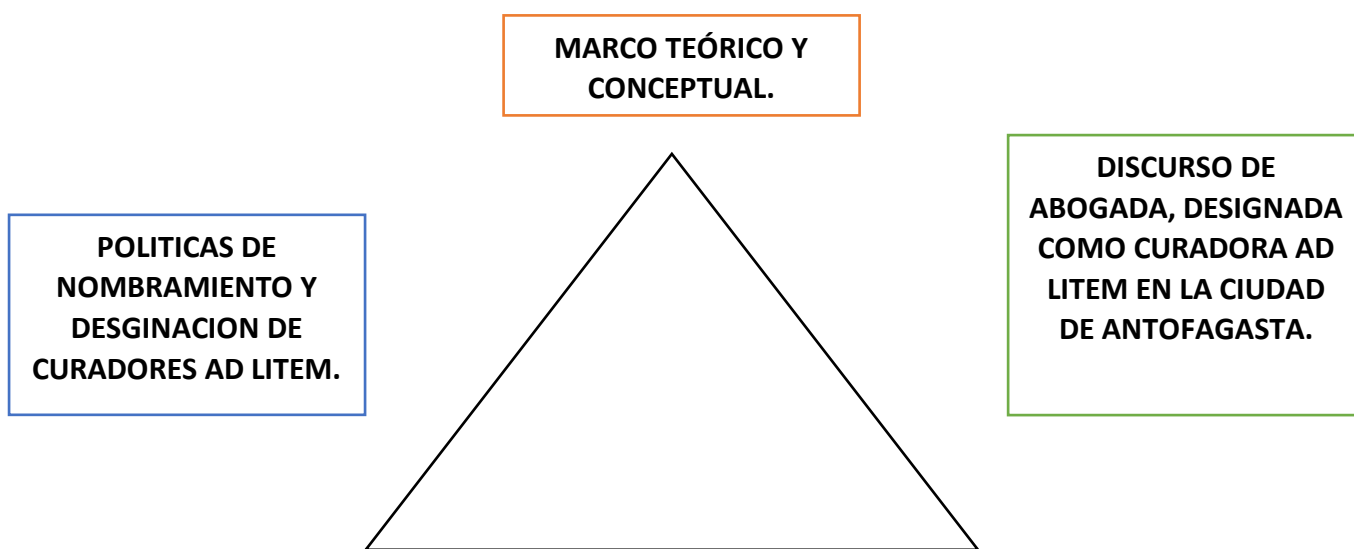 MARCO TEÓRICO Y
CONCEPTUAL.
POLITICAS DE
NOMBRAMIENTO Y
DESGINACION DE
CURADORES AD LITEM.
DISCURSO DE
ABOGADA, DESIGNADA
COMO CURADORA AD
LITEM EN LA CIUDAD
DE ANTOFAGASTA.